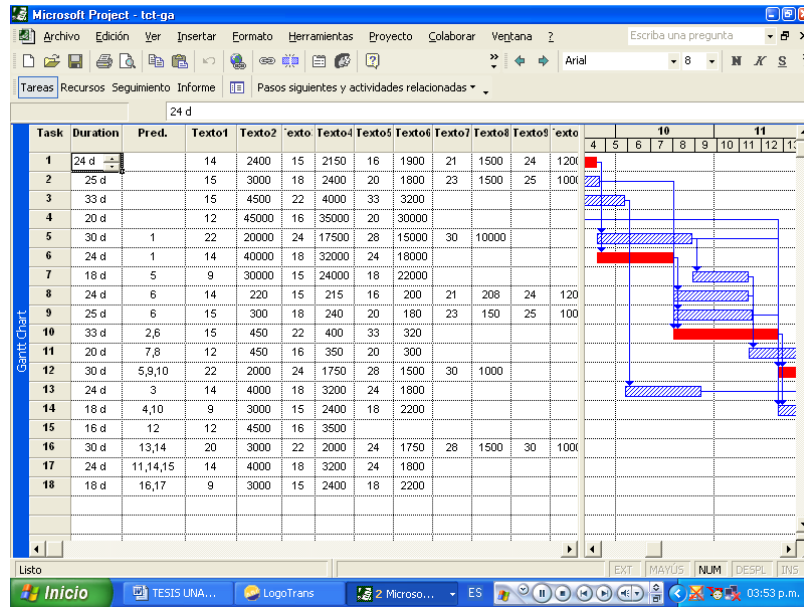 Microsoft Project - tct-ga
Archivo Edición Ver Insertar Formato Herramientas Proyecto Colaborar Ventana ? Escriba una pregunta
Arial 8 N K S
Tareas Recursos Seguimiento Informe Pasos siguientes y actividades relacionadas
24 d
Task Duration Pred. Texto1 Texto2 exto Texto4 Texto5 Texto6 Texto7 Texto8 Texto9 exto 10 11
4 5 6 7 8 9 10 11 12
1 24 d 14 2400 15 2150 16 1900 21 1500 24 1200
2 25 d 15 3000 18 2400 20 1800 23 1500 25 1000
3 33 d 15 4500 22 4000 33 3200
4 20 d 12 45000 16 35000 20 30000
5 30 d 1 22 20000 24 17500 28 15000 30 10000
6 24 d 1 14 40000 18 32000 24 18000
7 18 d 5 9 30000 15 24000 18 22000
8 24 d 6 14 220 15 215 16 200 21 208 24 120
9 25 d 6 15 300 18 240 20 180 23 150 25 100
10 33 d 2,6 15 450 22 400 33 320
11 20 d 7,8 12 450 16 350 20 300
12 30 d 5,9,10 22 2000 24 1750 28 1500 30 1000
13 24 d 3 14 4000 18 3200 24 1800
14 18 d 4,10 9 3000 15 2400 18 2200
15 16 d 12 12 4500 16 3500
16 30 d 13,14 20 3000 22 2000 24 1750 28 1500 30 1000
17 24 d 11,14,15 14 4000 18 3200 24 1800
18 18 d 16,17 9 3000 15 2400 18 2200
Gantt Chart
Listo EXT MAYÚS NUM DESPL INS
Inicio TESIS UNA... LogoTrans 2 Microso... ES 03:53 p.m.